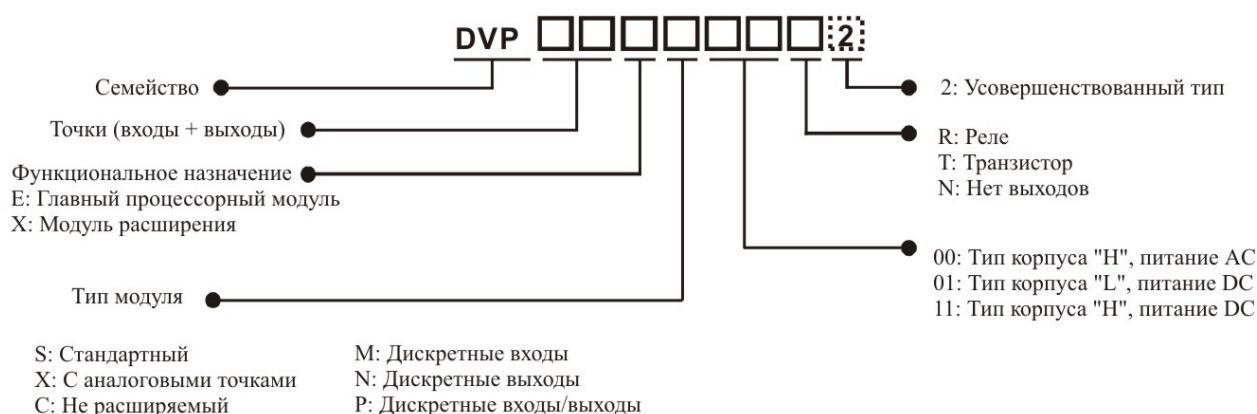 DVP 2
Семейство
2: Усовершенствованный тип
Точки (входы + выходы)
R: Реле
T: Транзистор
N: Нет выходов
Функциональное назначение
E: Главный процессорный модуль
X: Модуль расширения
00: Тип корпуса "H", питание AC
01: Тип корпуса "L", питание DC
11: Тип корпуса "H", питание DC
Тип модуля
S: Стандартный
X: С аналоговыми точками
C: Не расширяемый
M: Дискретные входы
N: Дискретные выходы
P: Дискретные входы/выходы